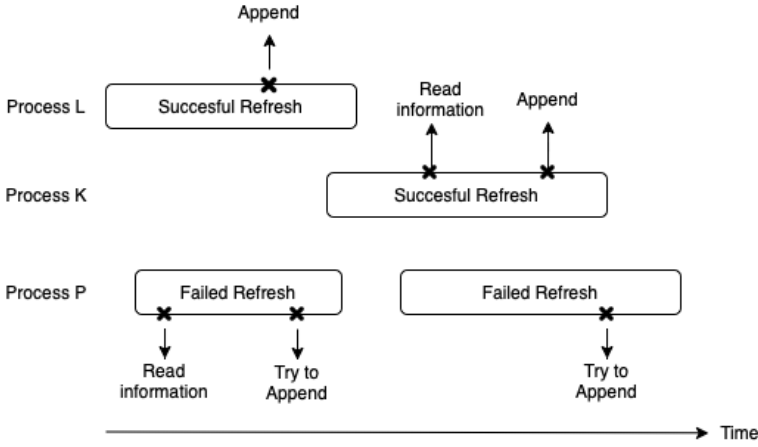 Append
Process L
Succesful Refresh
Read
information
Append
Process K
Succesful Refresh
Process P
Failed Refresh
Failed Refresh
Read
information
Try to
Append
Try to
Append
Time